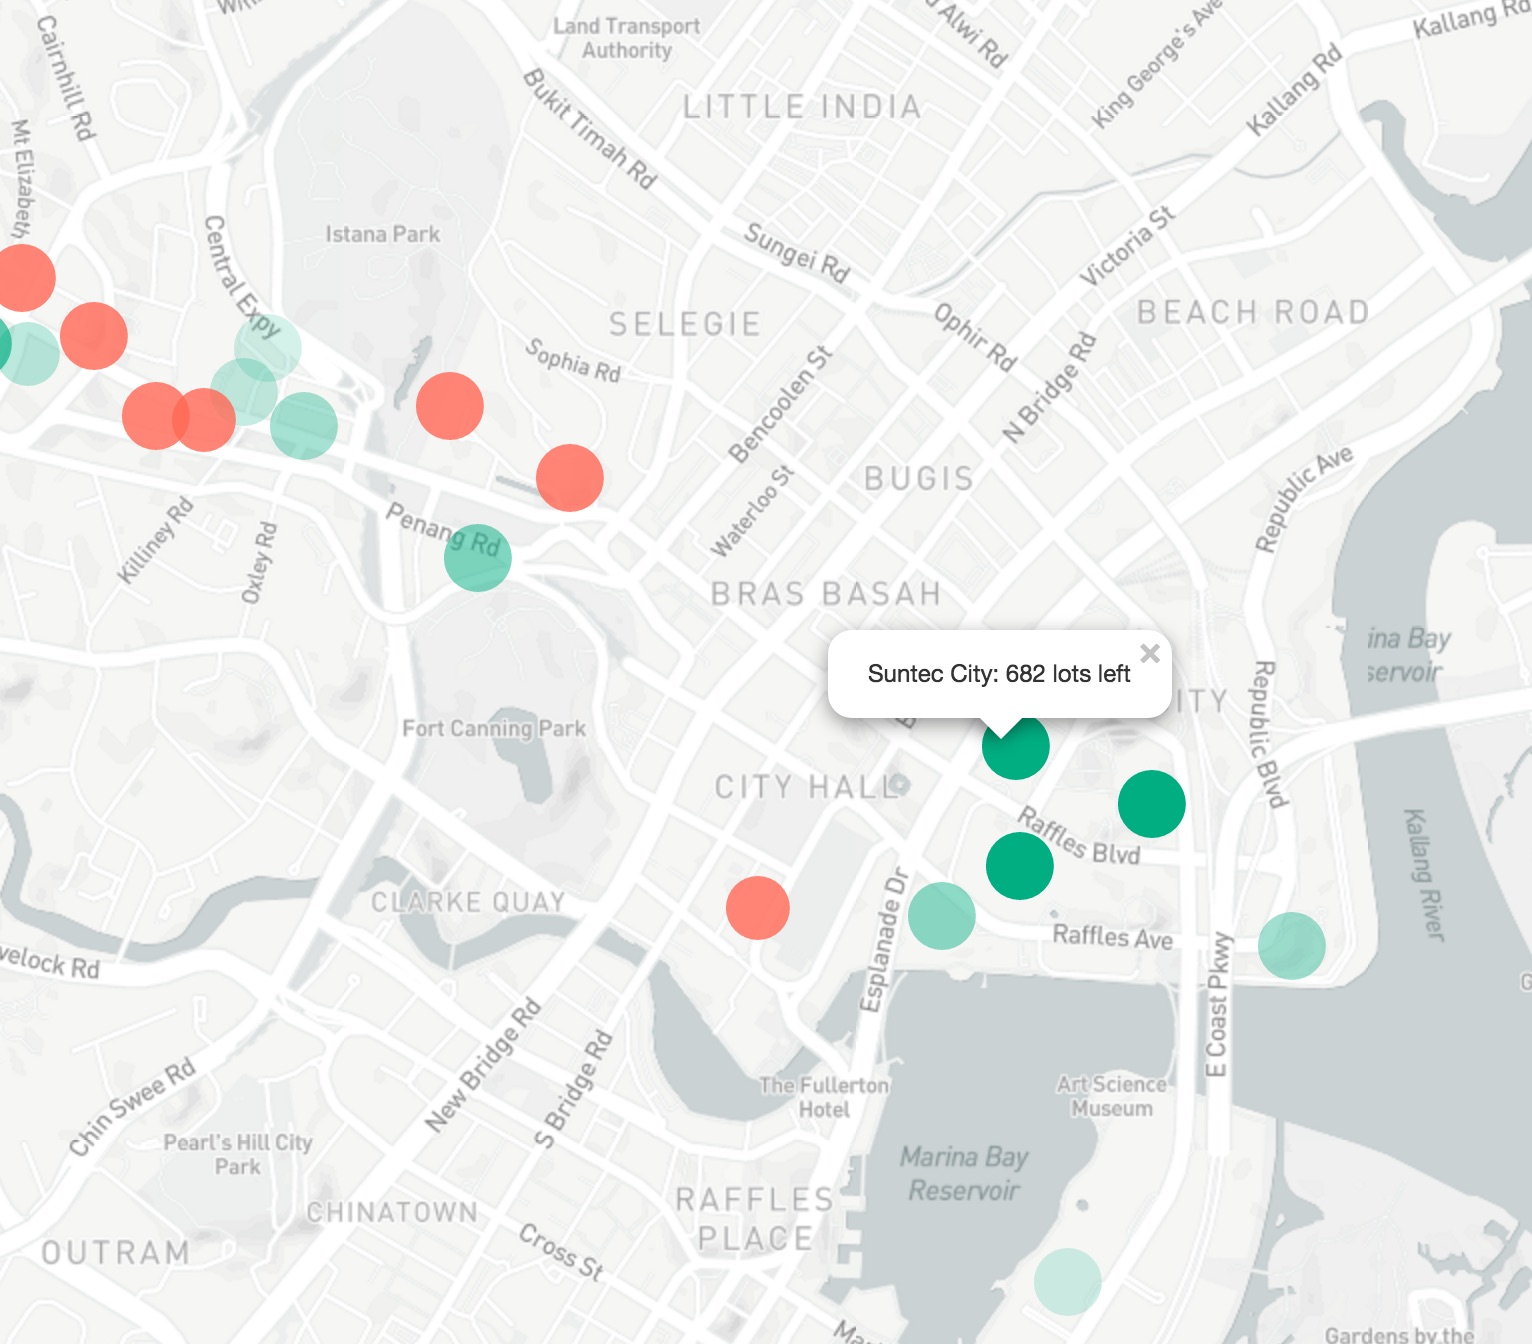 Cairnhill Rd
Land Transport
Authority
Alwi Rd
King George's Ave
Kallang Rd
Kallang Rd
Mt Elizabeth
Bukit Timah Rd
LITTLE INDIA
Central Expy
Istana Park
Sungei Rd
Victoria St
SELEGIE
Sophia Rd
Ophir Rd
BEACH ROAD
Bencoolen St
N Bridge Rd
Waterloo St
BUGIS
Republic Ave
Killiney Rd
Oxley Rd
Penang Rd
BRAS BASAH
ina Bay
servoir
Suntec City: 682 lots left
×
ITY
Republic Blvd
Fort Canning Park
CITY HALL
Raffles Blvd
Kallang River
CLARKE QUAY
Esplanade Dr
Raffles Ave
velock Rd
E Coast Pkwy
New Bridge Rd
S Bridge Rd
Chin Swee Rd
The Fullerton
Hotel
Art Science
Museum
Pearl's Hill City
Park
Marina Bay
Reservoir
CHINATOWN
RAFFLES
PLACE
OUTRAM
Cross St
Gardens by the